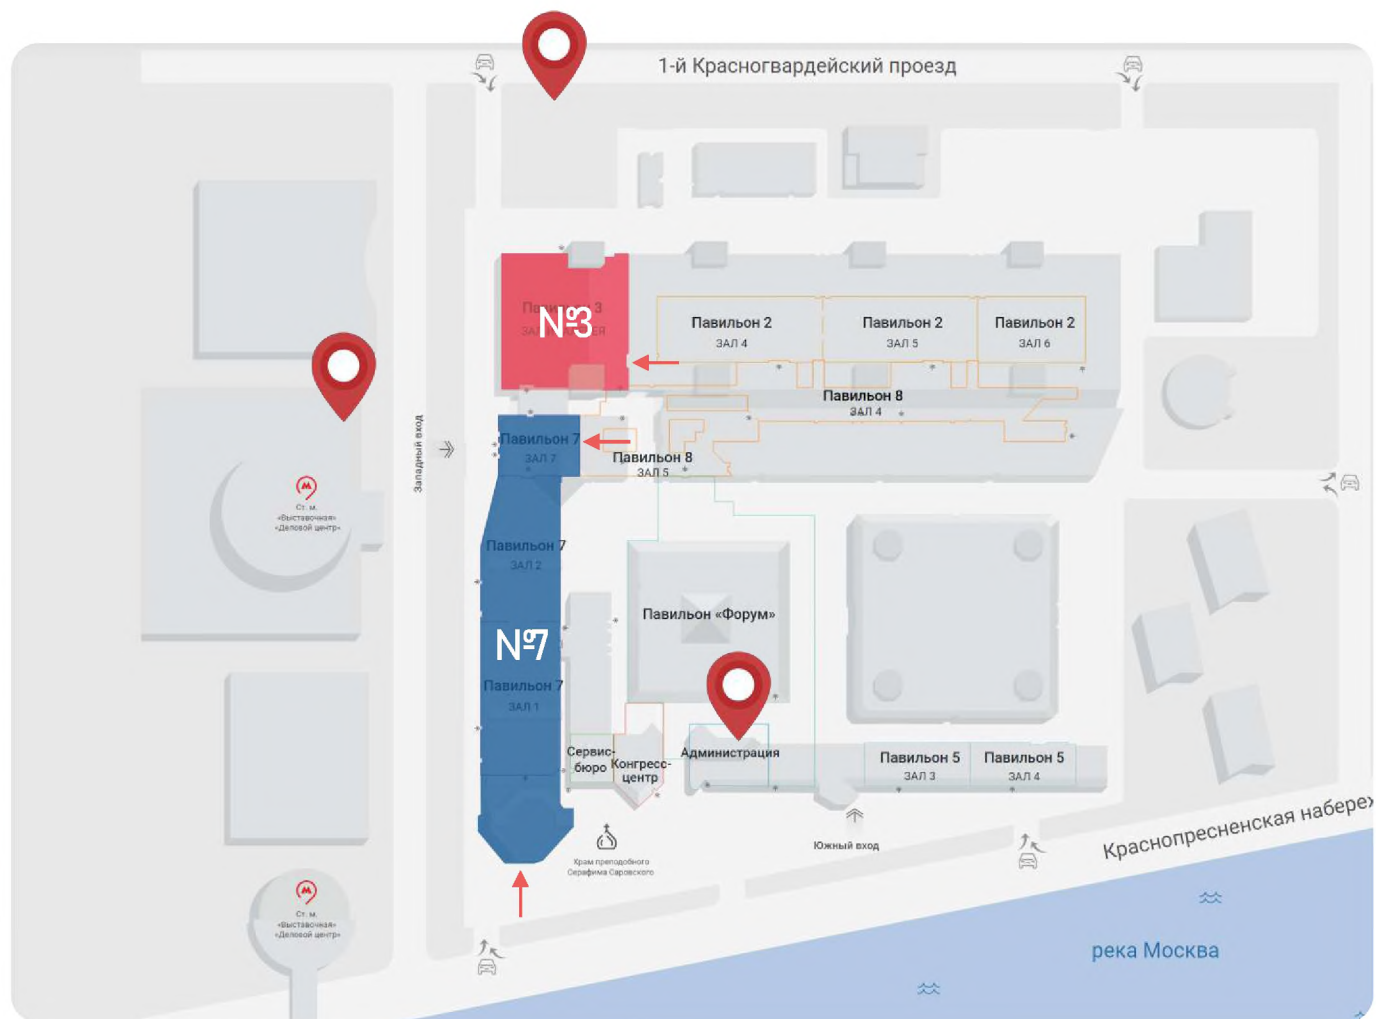 1-й Красногвардейский проезд
Павильон 3
№3
Павильон 2
ЗАЛ 4
Павильон 2
ЗАЛ 5
Павильон 2
ЗАЛ 6
Павильон 8
ЗАЛ 4
Западный вход
Павильон 7
ЗАЛ 7
Павильон 8
ЗАЛ 5
Ст. м.
«Выставочная»
«Деловой центр»
Павильон 7
ЗАЛ 2
Павильон «Форум»
№7
Павильон 7
ЗАЛ 1
Сервис-
бюро
Конгресс-
центр
Администрация
Павильон 5
ЗАЛ 3
Павильон 5
ЗАЛ 4
Южный вход
Храм преподобного
Серафима Саровского
Краснопресненская набереж
Ст. м.
«Выставочная»
«Деловой центр»
река Москва